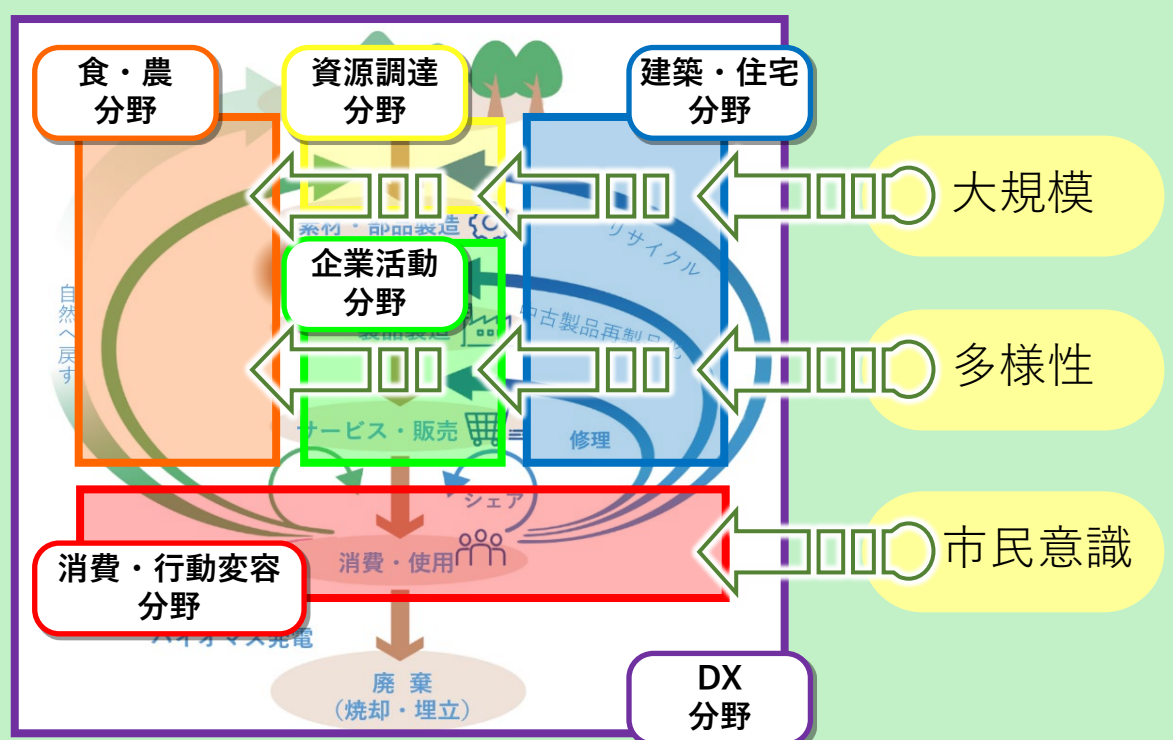 食・農
分野
資源調達
分野
建築・住宅
分野
大規模
素材・部品製造
リサイクル
企業活動
分野
自然へ戻す
製品製造
中古製品再製品化
多様性
サービス・販売
修理
シェア
市民意識
消費・使用
消費・行動変容
分野
バイオマス発電
廃 棄
(焼却・埋立)
DX
分野